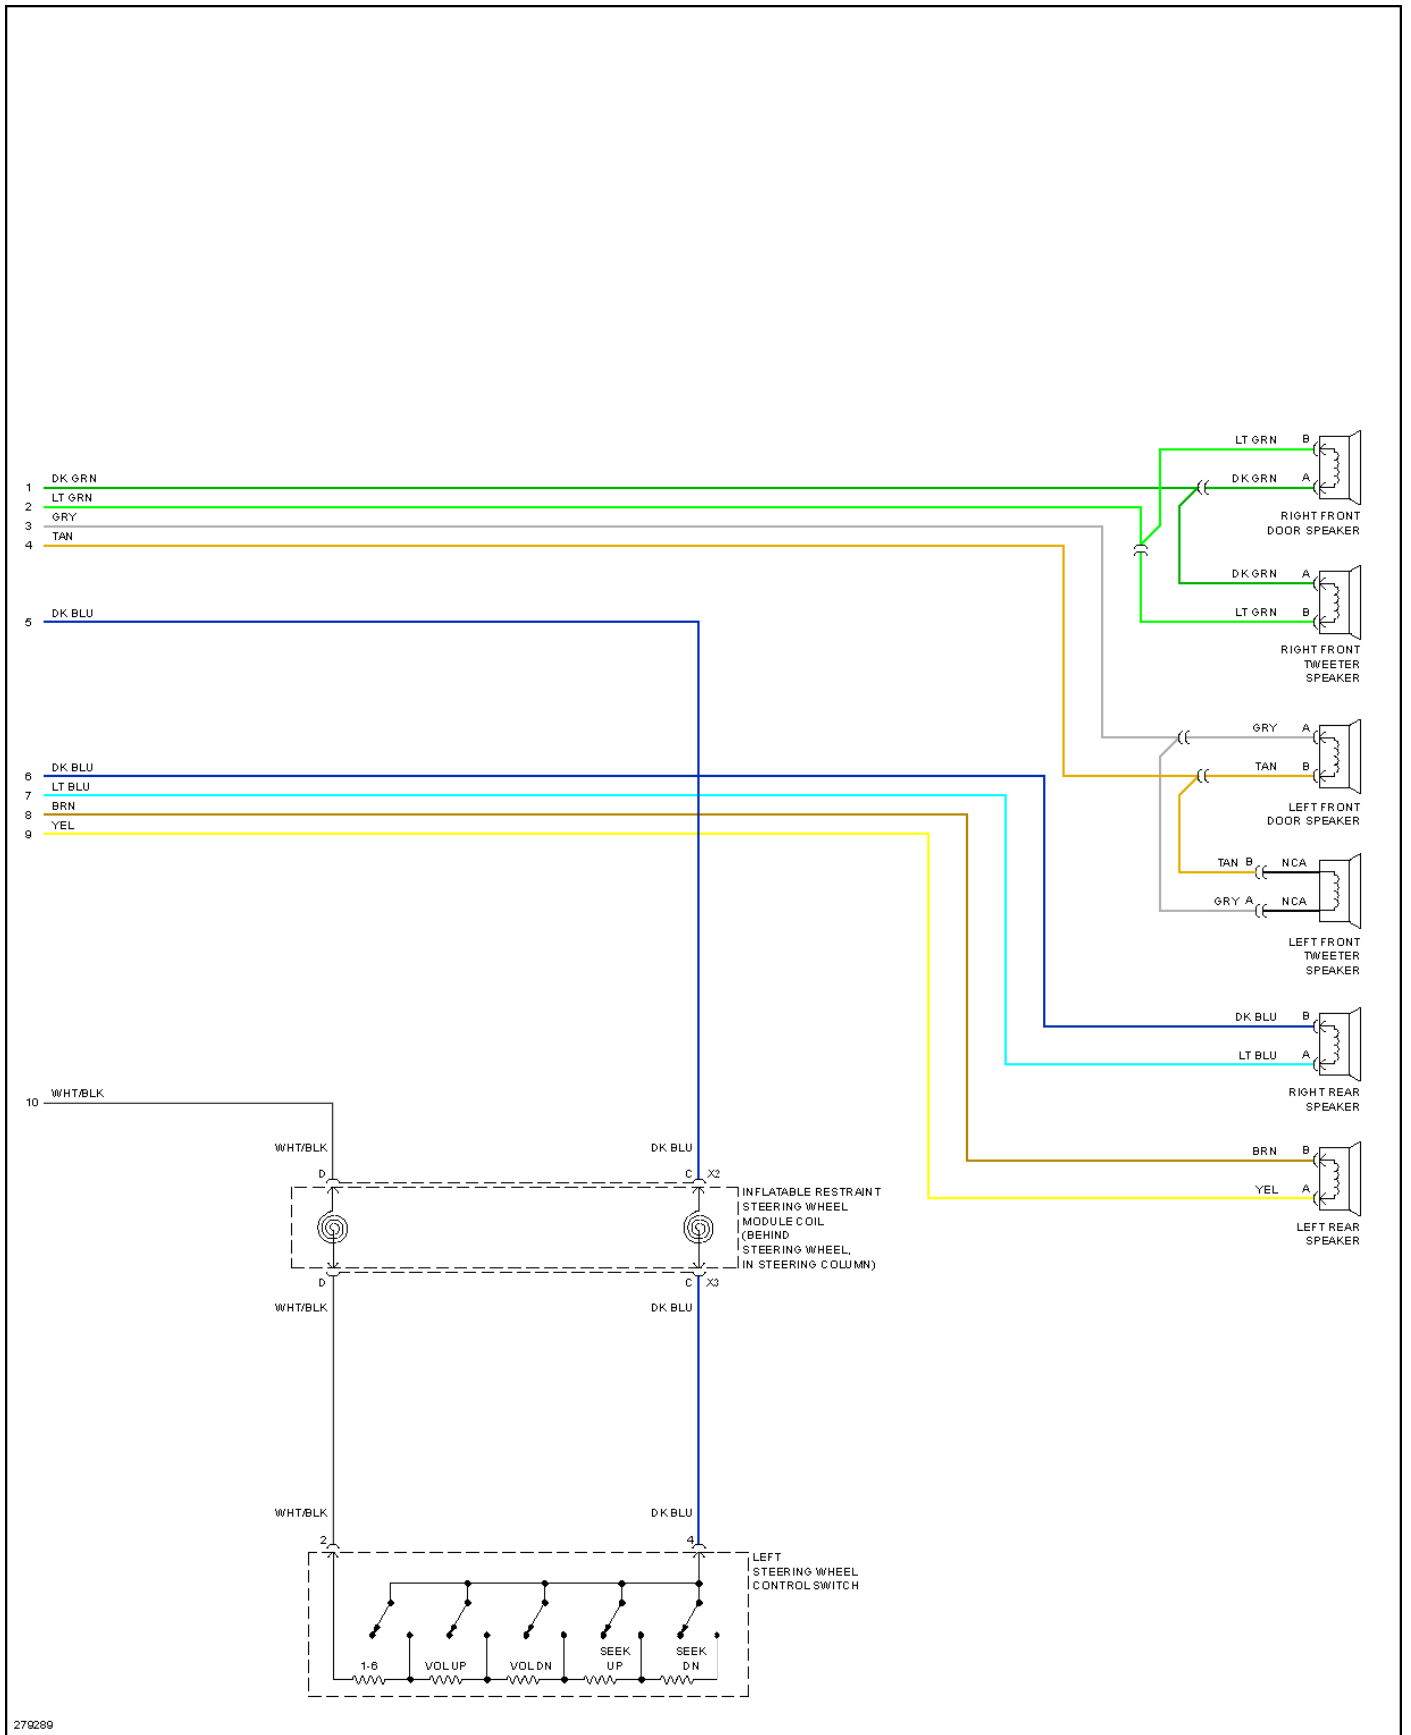 LT GRN B
DK GRN
1
DK GRN A
LT GRN
2
RIGHT FRONT
DOOR SPEAKER
GRY
3
TAN
4
DK GRN A
LT GRN B
DK BLU
5
RIGHT FRONT
TWEETER
SPEAKER
GRY A
DK BLU
6
TAN B
LT BLU
7
BRN
8
LEFT FRONT
DOOR SPEAKER
YEL
9
TAN B NCA
GRY A NCA
LEFT FRONT
TWEETER
SPEAKER
DK BLU B
LT BLU A
WHT/BLK
10
RIGHT REAR
SPEAKER
WHT/BLK
DK BLU
BRN B
D
C X2
YEL A
INFLATABLE RESTRAINT
STEERING WHEEL
MODULE COIL
(BEHIND
STEERING WHEEL,
IN STEERING COLUMN)
LEFT REAR
SPEAKER
D
C X3
WHT/BLK
DK BLU
WHT/BLK
DK BLU
2
4
LEFT
STEERING WHEEL
CONTROL SWITCH
1-6
VOL UP
VOL DN
SEEK
UP
SEEK
DN
279289